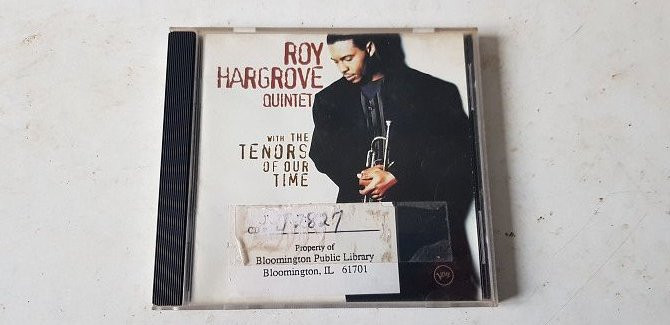 ROY
HARGROVE
QUINTET
WITH THE
TENORS
OF OUR
TIME
Property of
Bloomington Public Library
Bloomington, IL 61701